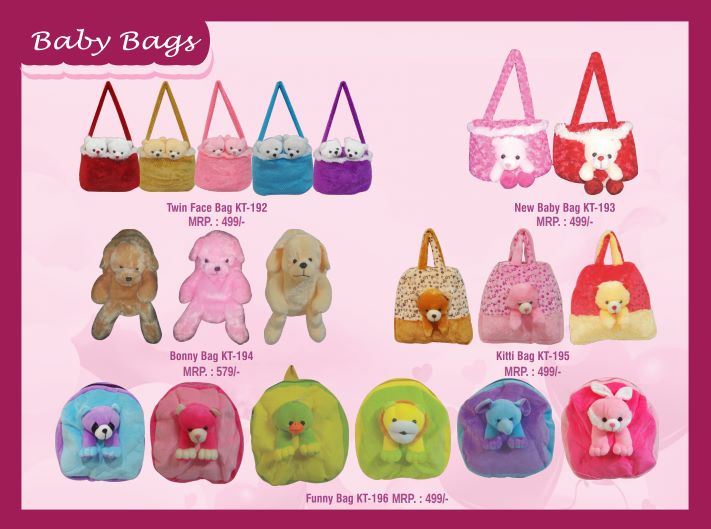 Baby Bags
Twin Face Bag KT-192
MRP. : 499/-
New Baby Bag KT-193
MRP. : 499/-
Bonny Bag KT-194
MRP. : 579/-
Kitti Bag KT-195
MRP. : 499/-
Funny Bag KT-196 MRP. : 499/-